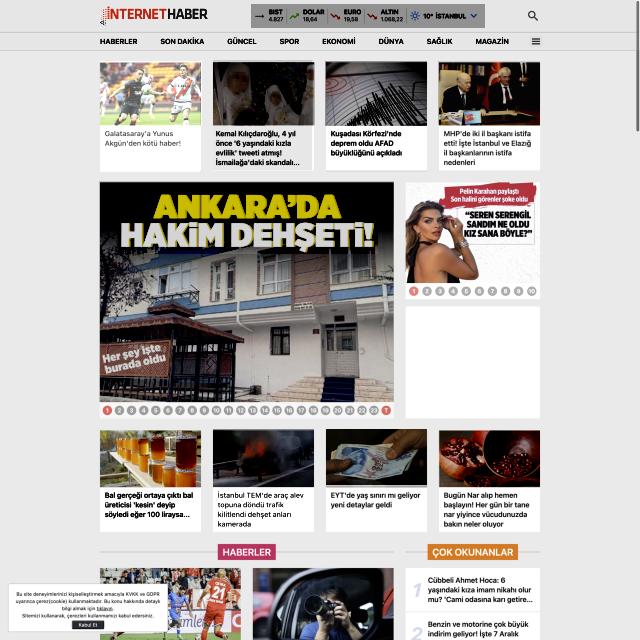 İNTERNETHABER
BIST 4.827
DOLAR 18,64
EURO 19,58
ALTIN 1.068,22
10° İSTANBUL
HABERLER SON DAKİKA GÜNCEL SPOR EKONOMİ DÜNYA SAĞLIK MAGAZİN
Galatasaray'a Yunus
Akgün'den kötü haber!
Kemal Kılıçdaroğlu, 4 yıl
önce '6 yaşındaki kızla
evlilik' tweeti atmış!
İsmailağa'daki skandalı...
Kuşadası Körfezi'nde
deprem oldu AFAD
büyüklüğünü açıkladı
MHP'de iki il başkanı istifa
etti! İşte İstanbul ve Elazığ
il başkanlarının istifa
nedenleri
ANKARA'DA
HAKİM DEHŞETİ!
Her şey işte
burada oldu
1 2 3 4 5 6 7 8 9 10 11 12 13 14 15 16 17 18 19 20 21 22 23 T
Pelin Karahan paylaştı
Son halini görenler şoke oldu
"SEREN SERENGİL
SANDIM NE OLDU
KIZ SANA BÖYLE?"
1 2 3 4 5 6 7 8 9 10
Bal gerçeği ortaya çıktı bal
üreticisi 'kesin' deyip
söyledi eğer 100 liraysa...
İstanbul TEM'de araç alev
topuna döndü trafik
kilitlendi dehşet anları
kamerada
EYT'de yaş sınırı mı geliyor
yeni detaylar geldi
Bugün Nar alıp hemen
başlayın! Her gün bir tane
nar yiyince vücudunuzda
bakın neler oluyor
HABERLER
ÇOK OKUNANLAR
21
1
Cübbeli Ahmet Hoca: 6
yaşındaki kıza imam nikahı olur
mu? 'Cami odasına karı getire...
2
Benzin ve motorine çok büyük
indirim geliyor! İşte 7 Aralık
Bu site deneyimlerinizi kişiselleştirmek amacıyla KVKK ve GDPR
uyarınca çerez(cookie) kullanmaktadır. Bu konu hakkında detaylı
bilgi almak için tıklayın.
Sitemizi kullanarak, çerezleri kullanmamızı kabul edersiniz.
Kabul Et